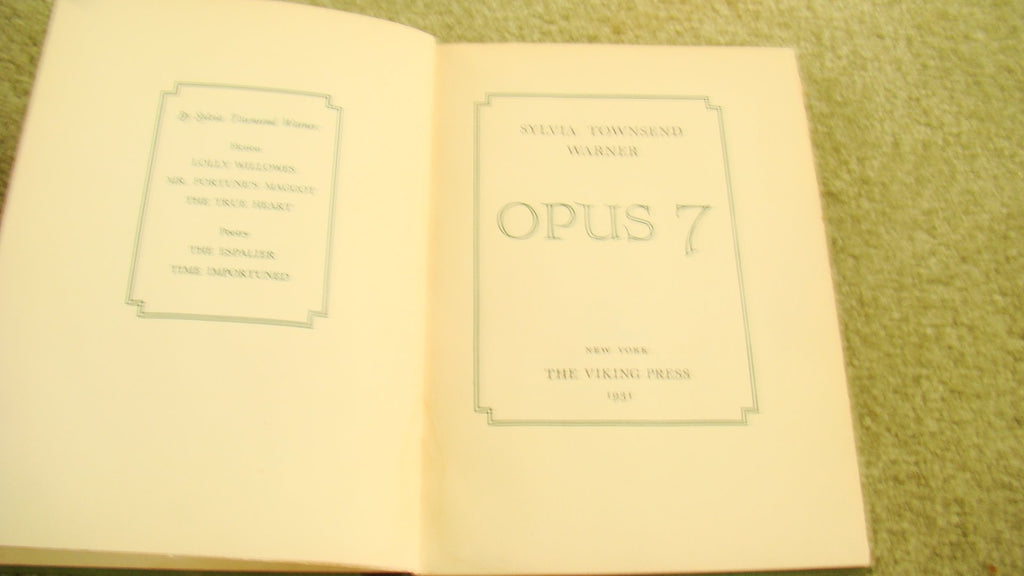 By Sylvia Townsend Warner
Fiction
LOLLY WILLOWES
MR. FORTUNE'S MAGGOT
THE TRUE HEART
Poetry
THE ESPALIER
TIME IMPORTUNED
SYLVIA TOWNSEND
WARNER
OPUS 7
NEW YORK
THE VIKING PRESS
1931